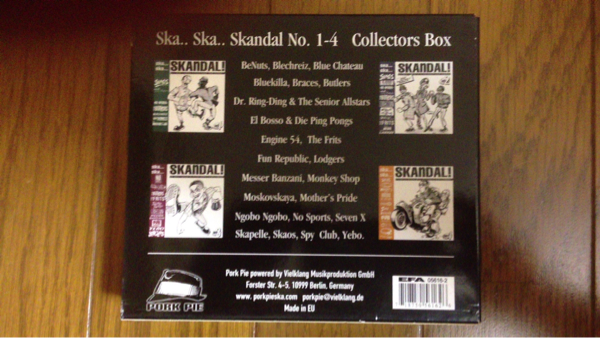 Ska.. Ska.. Skandal No. 1-4 Collectors Box
SKANDAL!
SKANDAL!
BeNuts, Blechreiz, Blue Chateau
Bluekilla, Braces, Butlers
Dr. Ring-Ding & The Senior Allstars
El Bosso & Die Ping Pongs
Engine 54, The Frits
Fun Republic, Lodgers
SKANDAL!
SKANDAL!
Messer Banzani, Monkey Shop
Moskovskaya, Mother's Pride
Ngobo Ngobo, No Sports, Seven X
Skapelle, Skaos, Spy Club, Yebo.
PORK PIE
Pork Pie powered by Vielklang Musikproduktion GmbH
Forster Str. 4-5, 10999 Berlin, Germany
www.porkpieska.com porkpie@vielklang.de
Made in EU
EFA